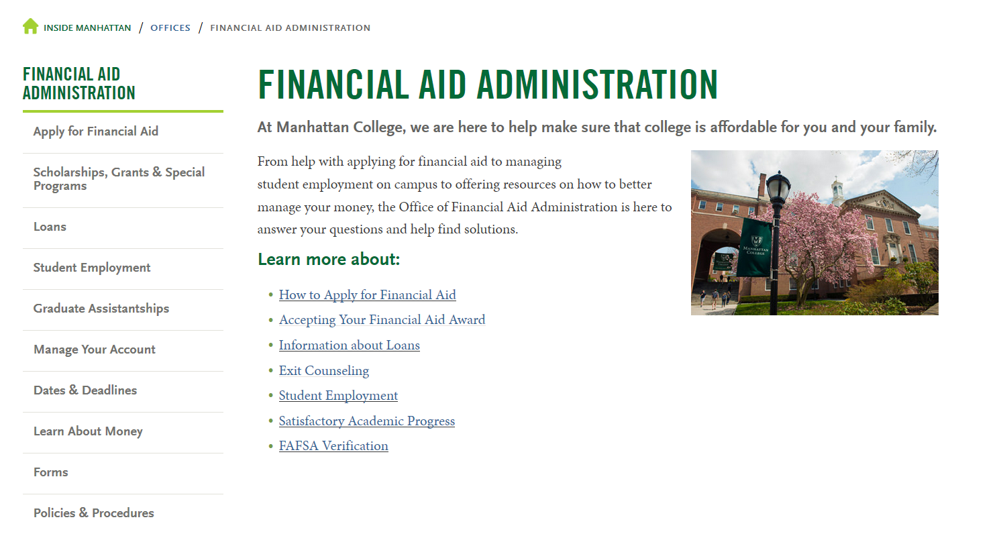 INSIDE MANHATTAN / OFFICES / FINANCIAL AID ADMINISTRATION
FINANCIAL AID
ADMINISTRATION
Apply for Financial Aid
Scholarships, Grants & Special
Programs
Loans
Student Employment
Graduate Assistantships
Manage Your Account
Dates & Deadlines
Learn About Money
Forms
Policies & Procedures
FINANCIAL AID ADMINISTRATION
At Manhattan College, we are here to help make sure that college is affordable for you and your family.
From help with applying for financial aid to managing
student employment on campus to offering resources on how to better
manage your money, the Office of Financial Aid Administration is here to
answer your questions and help find solutions.
Learn more about:
• How to Apply for Financial Aid
• Accepting Your Financial Aid Award
• Information about Loans
• Exit Counseling
• Student Employment
• Satisfactory Academic Progress
• FAFSA Verification
M
MANHATTAN
COLLEGE